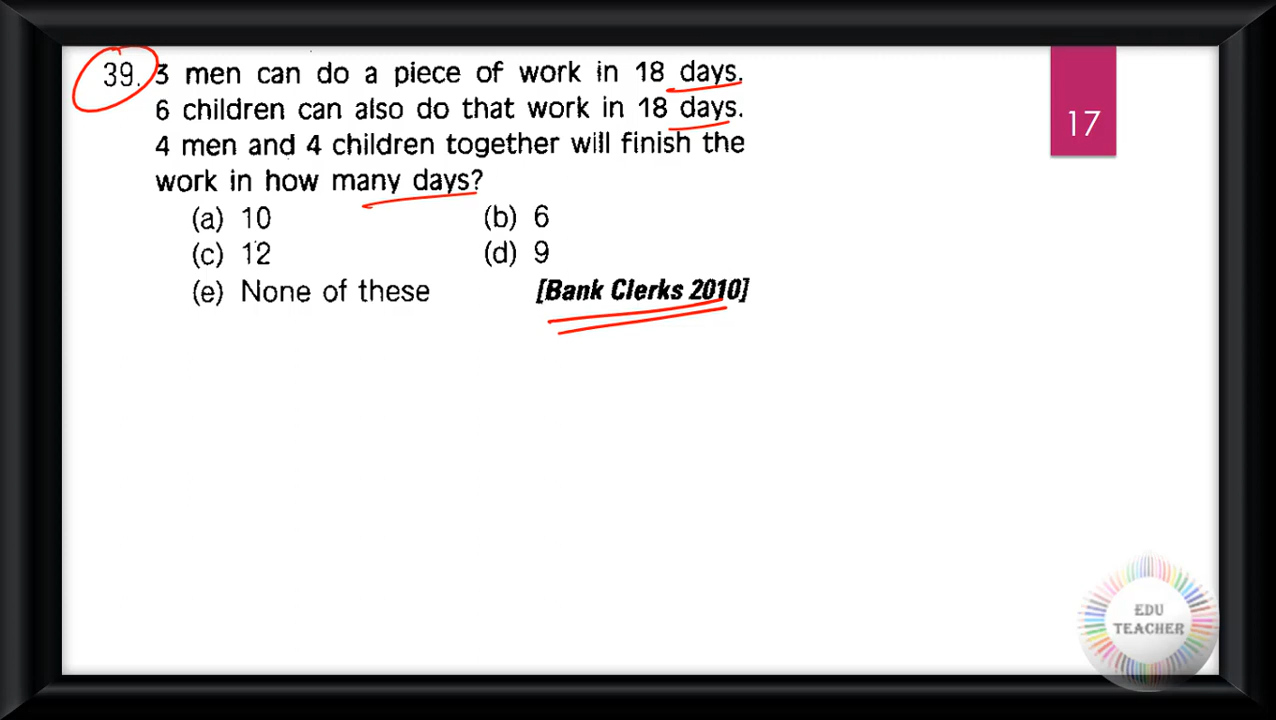 39. 3 men can do a piece of work in 18 days.
6 children can also do that work in 18 days.
4 men and 4 children together will finish the
work in how many days?
(a) 10 (b) 6
(c) 12 (d) 9
(e) None of these [Bank Clerks 2010]
17
EDU
TEACHER